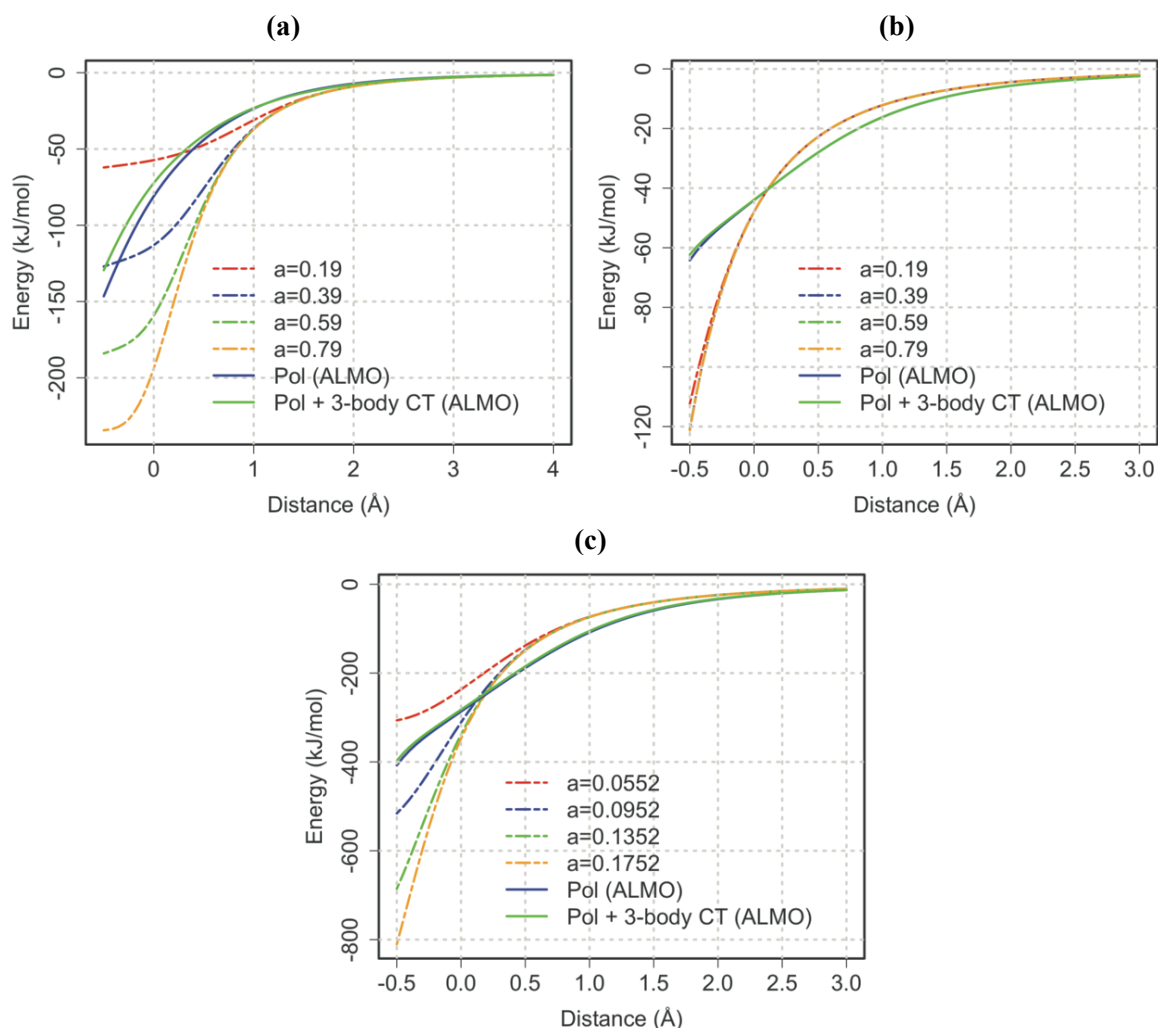 (a)
0
-50
-100
-150
-200
Energy (kJ/mol)
a=0.19
a=0.39
a=0.59
a=0.79
Pol (ALMO)
Pol + 3-body CT (ALMO)
0 1 2 3 4
Distance (Å)
(b)
0
-20
-40
-60
-80
-120
Energy (kJ/mol)
a=0.19
a=0.39
a=0.59
a=0.79
Pol (ALMO)
Pol + 3-body CT (ALMO)
-0.5 0.0 0.5 1.0 1.5 2.0 2.5 3.0
Distance (Å)
(c)
0
-200
-400
-600
-800
Energy (kJ/mol)
a=0.0552
a=0.0952
a=0.1352
a=0.1752
Pol (ALMO)
Pol + 3-body CT (ALMO)
-0.5 0.0 0.5 1.0 1.5 2.0 2.5 3.0
Distance (Å)